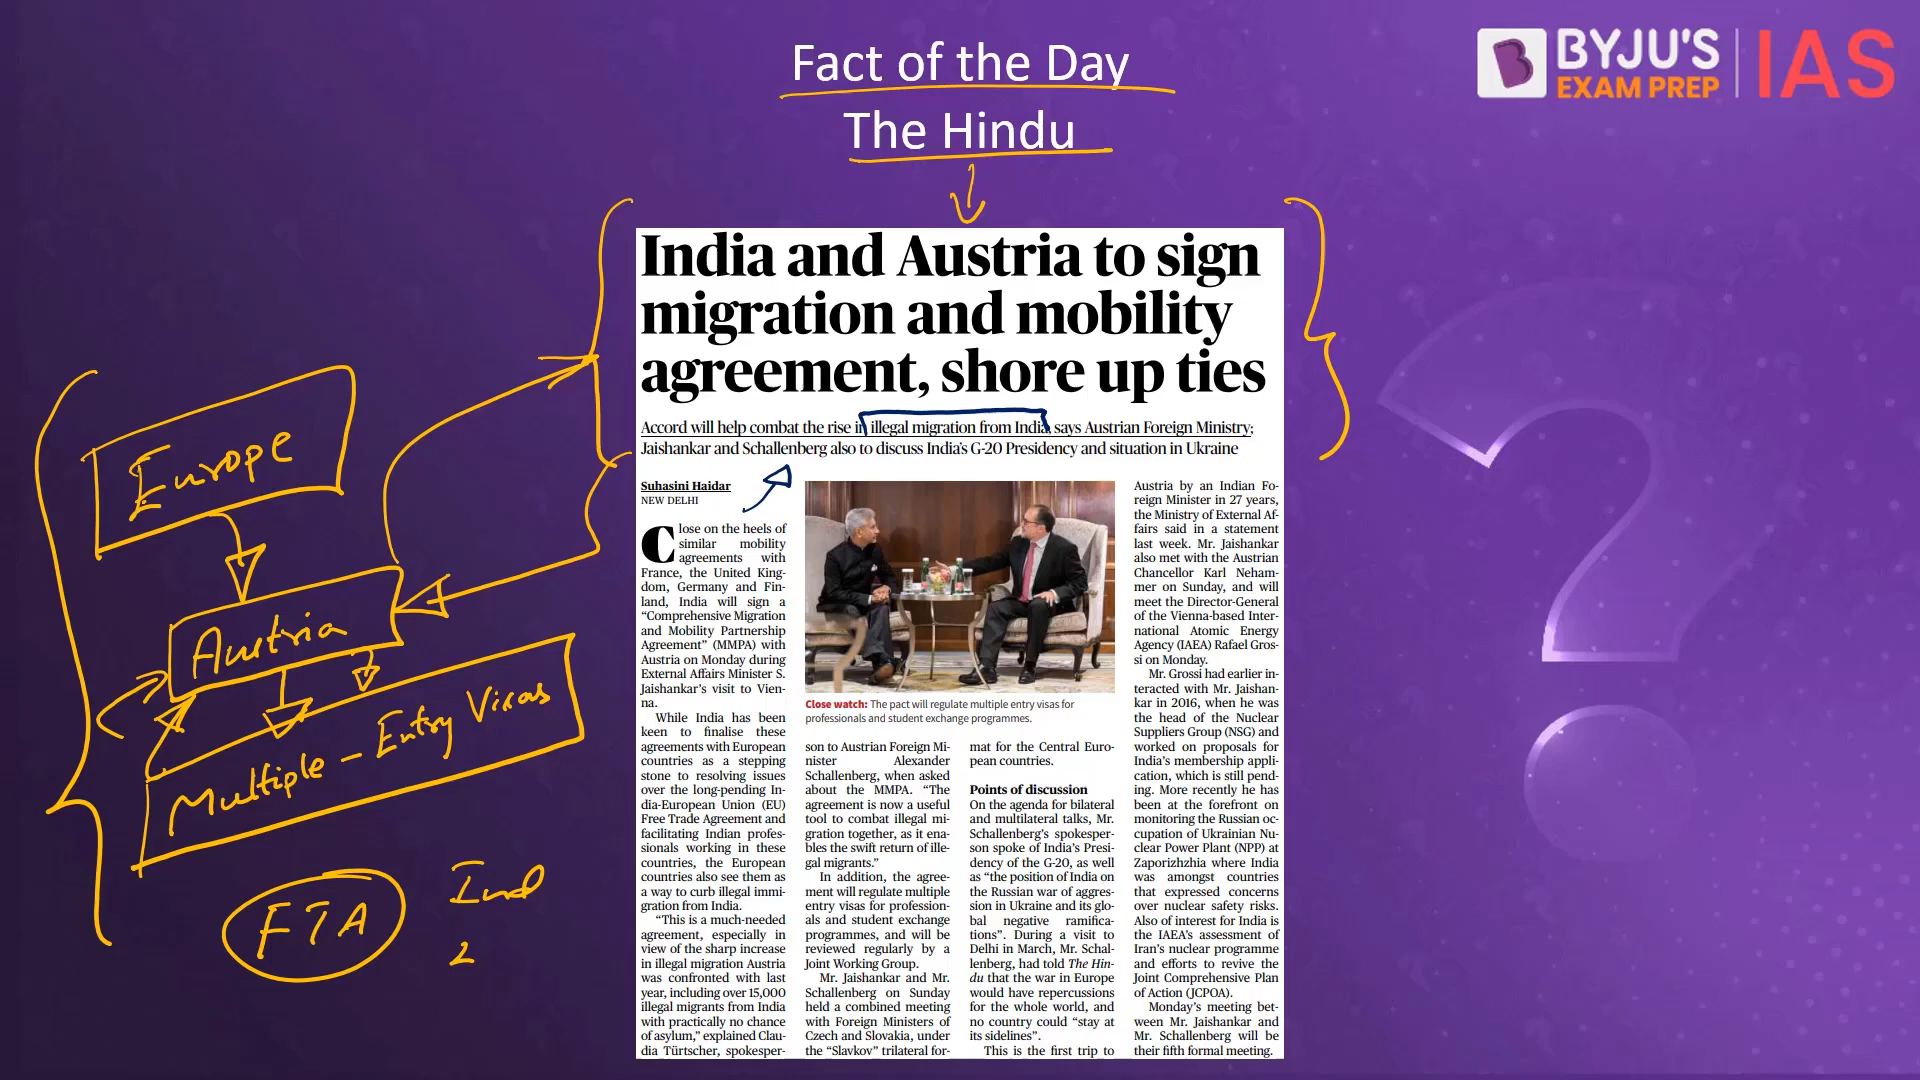 Fact of the Day
The Hindu
BYJU'S
EXAM PREP
IAS
India and Austria to sign
migration and mobility
agreement, shore up ties
Accord will help combat the rise in illegal migration from India, says Austrian Foreign Ministry;
Jaishankar and Schallenberg also to discuss India's G-20 Presidency and situation in Ukraine
Suhasini Haidar
NEW DELHI
Close on the heels of
similar mobility
agreements with
France, the United King-
dom, Germany and Fin-
land, India will sign a
“Comprehensive Migration
and Mobility Partnership
Agreement” (MMPA) with
Austria on Monday during
External Affairs Minister S.
Jaishankar's visit to Vien-
na.
While India has been
keen to finalise these
agreements with European
countries as a stepping
stone to resolving issues
over the long-pending In-
dia-European Union (EU)
Free Trade Agreement and
facilitating Indian profes-
sionals working in these
countries, the European
countries also see them as
a way to curb illegal immi-
gration from India.
“This is a much-needed
agreement, especially in
view of the sharp increase
in illegal migration Austria
was confronted with last
year, including over 15,000
illegal migrants from India
with practically no chance
of asylum,” explained Clau-
dia Türtscher, spokesper-
Close watch: The pact will regulate multiple entry visas for
professionals and student exchange programmes.
son to Austrian Foreign Mi-
nister Alexander
Schallenberg, when asked
about the MMPA. “The
agreement is now a useful
tool to combat illegal mi-
gration together, as it ena-
bles the swift return of ille-
gal migrants.”
In addition, the agree-
ment will regulate multiple
entry visas for profession-
als and student exchange
programmes, and will be
reviewed regularly by a
Joint Working Group.
Mr. Jaishankar and Mr.
Schallenberg on Sunday
held a combined meeting
with Foreign Ministers of
Czech and Slovakia, under
the “Slavkov” trilateral for-
mat for the Central Euro-
pean countries.
Points of discussion
On the agenda for bilateral
and multilateral talks, Mr.
Schallenberg's spokesper-
son spoke of India's Presi-
dency of the G-20, as well
as “the position of India on
the Russian war of aggres-
sion in Ukraine and its glo-
bal negative ramifica-
tions”. During a visit to
Delhi in March, Mr. Schal-
lenberg, had told The Hin-
du that the war in Europe
would have repercussions
for the whole world, and
no country could “stay at
its sidelines”.
This is the first trip to
Austria by an Indian Fo-
reign Minister in 27 years,
the Ministry of External Af-
fairs said in a statement
last week. Mr. Jaishankar
also met with the Austrian
Chancellor Karl Neham-
mer on Sunday, and will
meet the Director-General
of the Vienna-based Inter-
national Atomic Energy
Agency (IAEA) Rafael Gros-
si on Monday.
Mr. Grossi had earlier in-
teracted with Mr. Jaishan-
kar in 2016, when he was
the head of the Nuclear
Suppliers Group (NSG) and
worked on proposals for
India's membership appli-
cation, which is still pend-
ing. More recently he has
been at the forefront on
monitoring the Russian oc-
cupation of Ukrainian Nu-
clear Power Plant (NPP) at
Zaporizhzhia where India
was amongst countries
that expressed concerns
over nuclear safety risks.
Also of interest for India is
the IAEA's assessment of
Iran's nuclear programme
and efforts to revive the
Joint Comprehensive Plan
of Action (JCPOA).
Monday's meeting bet-
ween Mr. Jaishankar and
Mr. Schallenberg will be
their fifth formal meeting.
Europe
Austria
Multiple - Entry Visas
FTA
Ind
2